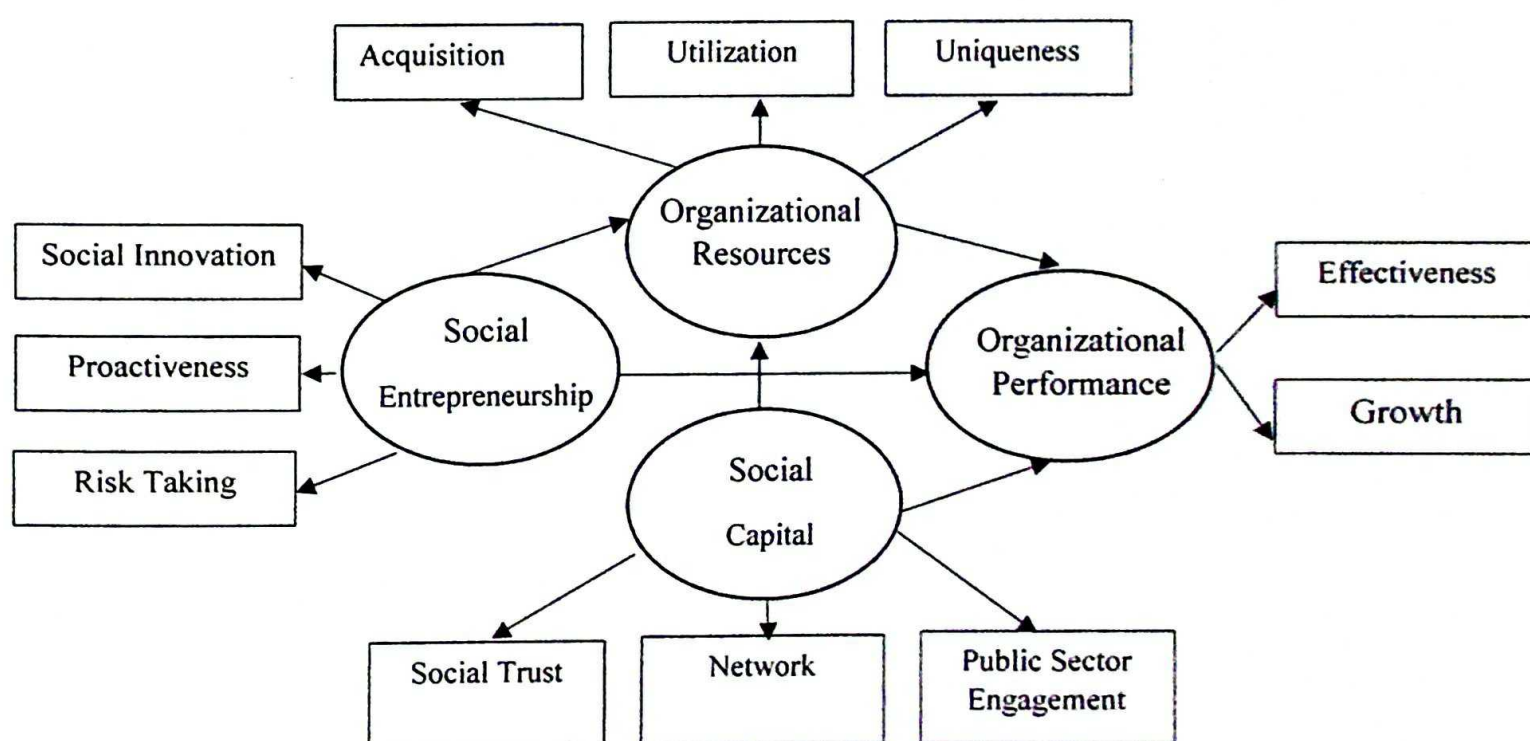 Acquisition
Utilization
Uniqueness
Organizational
Resources
Social Innovation
Proactiveness
Risk Taking
Social
Entrepreneurship
Organizational
Performance
Effectiveness
Growth
Social
Capital
Social Trust
Network
Public Sector
Engagement